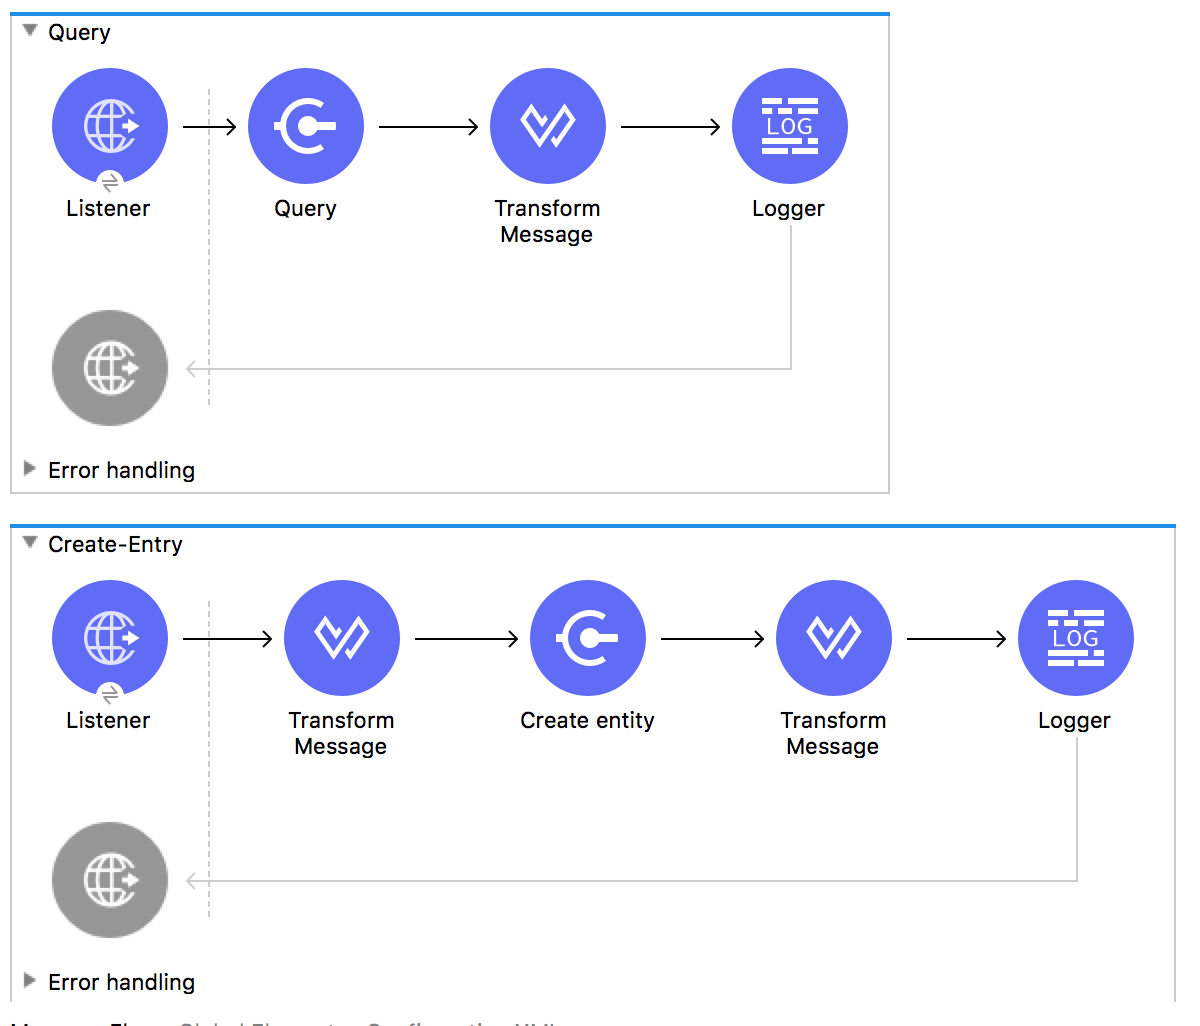 Query
Listener
Query
Transform
Message
LOG
Logger
Error handling
Create-Entry
Listener
Transform
Message
Create entity
Transform
Message
LOG
Logger
Error handling